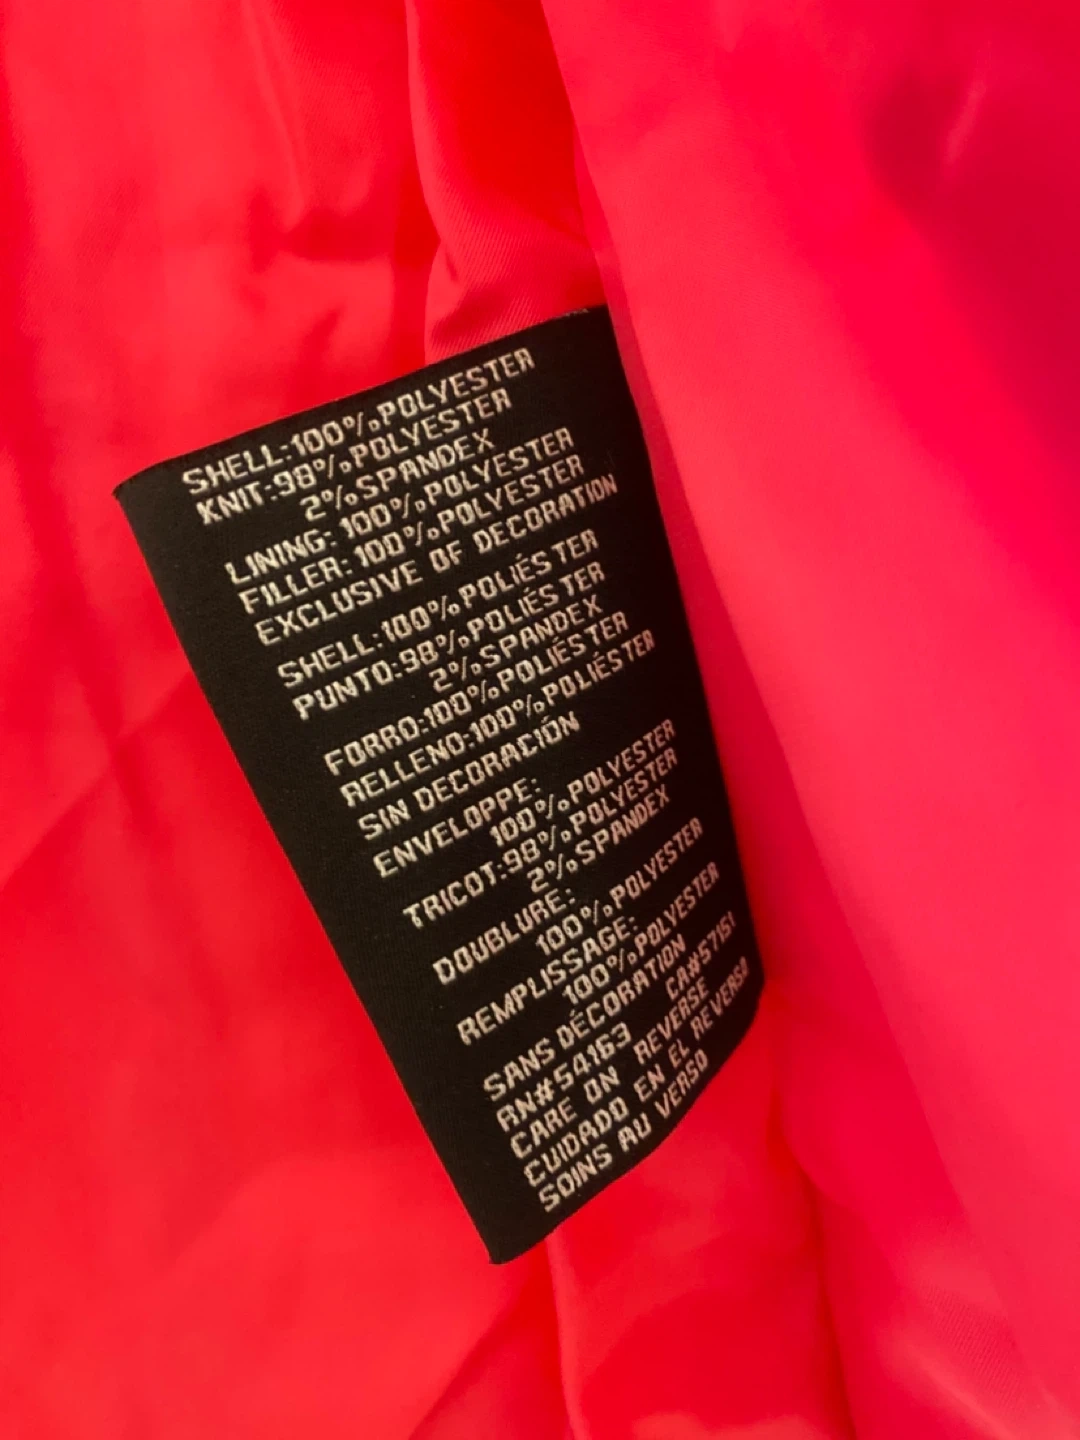 SHELL:100%POLYESTER
KNIT:98%POLYESTER
2%SPANDEX
LINING: 100%POLYESTER
FILLER: 100%POLYESTER
EXCLUSIVE OF DECORATION
SHELL:100%POLIÉSTER
PUNTO:98%POLIÉSTER
2%SPANDEX
FORRO:100%POLIÉSTER
RELLENO:100%POLIÉSTER
SIN DECORACIÓN
ENVELOPPE:
100%POLYESTER
TRICOT:98%POLYESTER
2%SPANDEX
DOUBLURE:
100%POLYESTER
REMPLISSAGE:
100%POLYESTER
SANS DÉCORATION
RN#54163 CA#57151
CARE ON REVERSE
CUIDADO EN EL REVERSO
SOINS AU VERSO